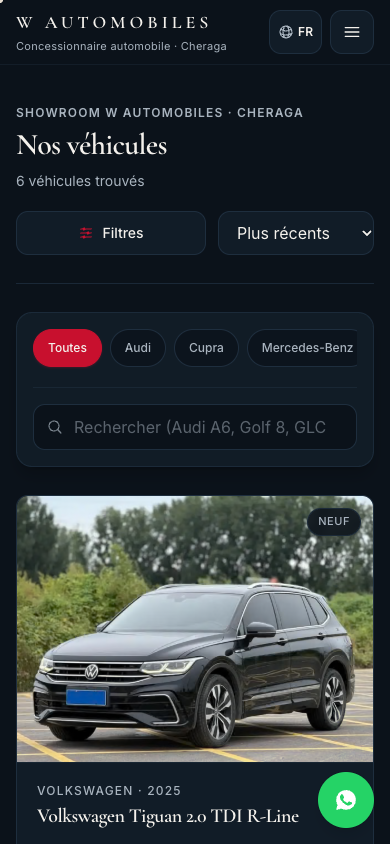 W AUTOMOBILES
Concessionnaire automobile · Cheraga
FR
SHOWROOM W AUTOMOBILES · CHERAGA
Nos véhicules
6 véhicules trouvés
Filtres
Plus récents
Toutes
Audi
Cupra
Mercedes-Benz
Rechercher (Audi A6, Golf 8, GLC
NEUF
VOLKSWAGEN · 2025
Volkswagen Tiguan 2.0 TDI R-Line